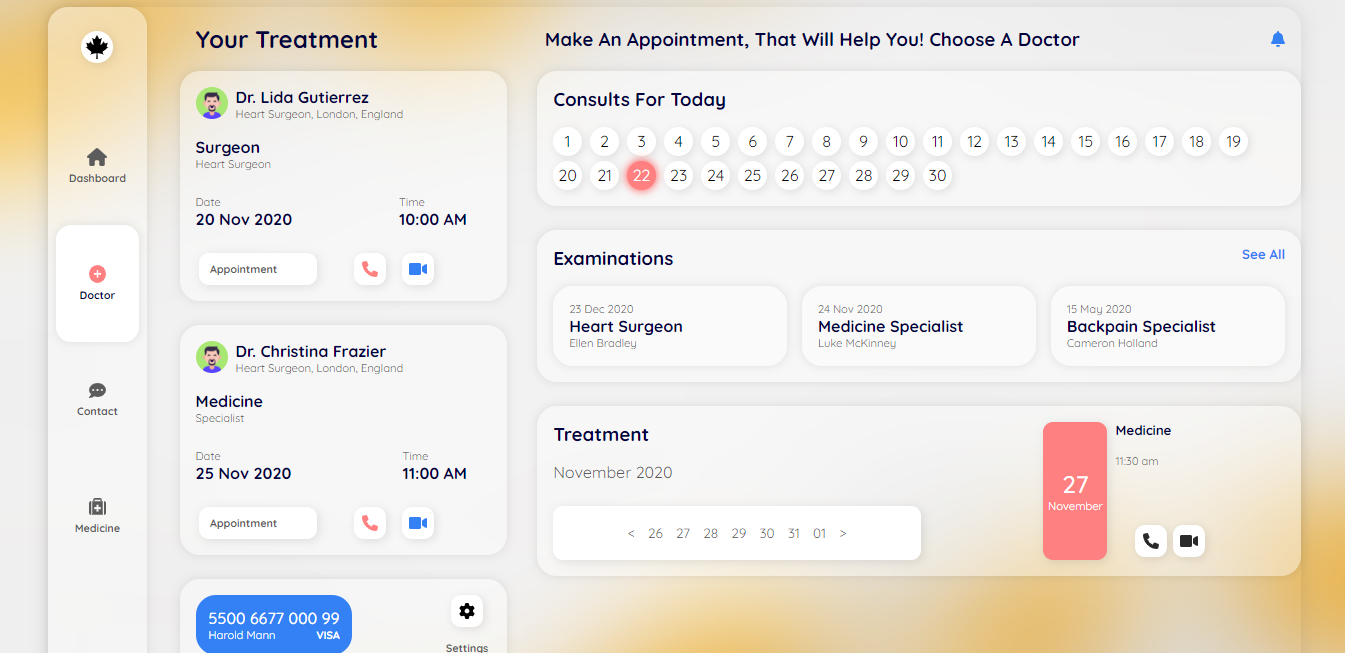 Dashboard
Doctor
Contact
Medicine
Your Treatment
Dr. Lida Gutierrez
Heart Surgeon, London, England
Surgeon
Heart Surgeon
Date
Time
20 Nov 2020
10:00 AM
Appointment
Dr. Christina Frazier
Heart Surgeon, London, England
Medicine
Specialist
Date
Time
25 Nov 2020
11:00 AM
Appointment
5500 6677 000 99
Harold Mann
VISA
Settings
Make An Appointment, That Will Help You! Choose A Doctor
Consults For Today
1 2 3 4 5 6 7 8 9 10 11 12 13 14 15 16 17 18 19
20 21 22 23 24 25 26 27 28 29 30
Examinations
See All
23 Dec 2020
Heart Surgeon
Ellen Bradley
24 Nov 2020
Medicine Specialist
Luke McKinney
15 May 2020
Backpain Specialist
Cameron Holland
Treatment
November 2020
< 26 27 28 29 30 31 01 >
27
November
Medicine
11:30 am